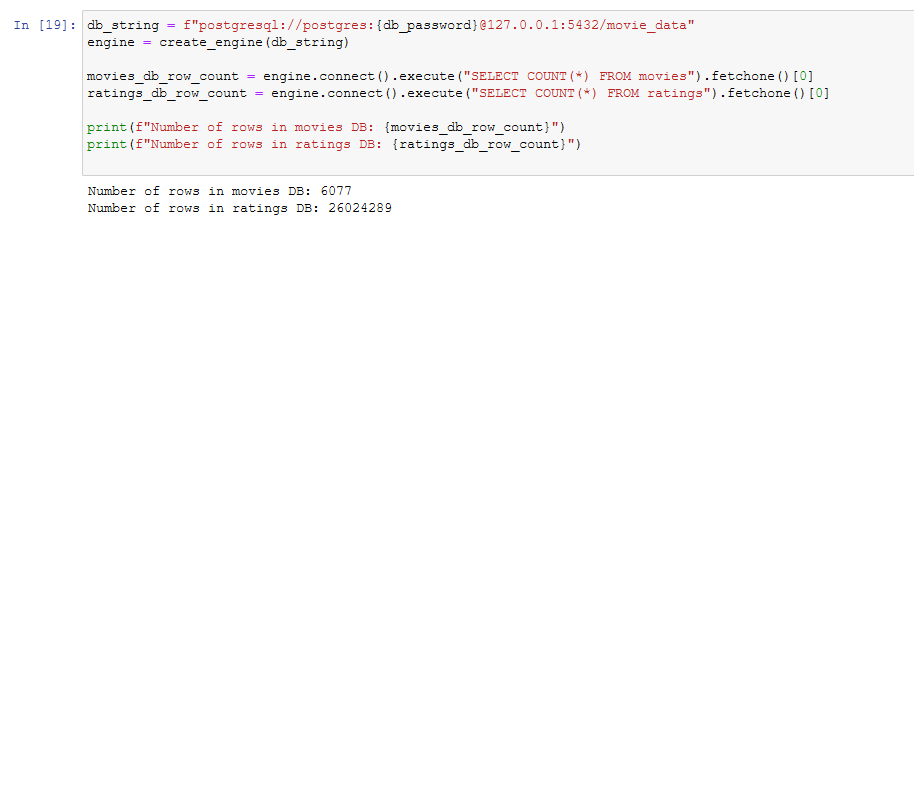 In [19]: db_string = f"postgresql://postgres:{db_password}@127.0.0.1:5432/movie_data"
engine = create_engine(db_string)
movies_db_row_count = engine.connect().execute("SELECT COUNT(*) FROM movies").fetchone()[0]
ratings_db_row_count = engine.connect().execute("SELECT COUNT(*) FROM ratings").fetchone()[0]
print(f"Number of rows in movies DB: {movies_db_row_count}")
print(f"Number of rows in ratings DB: {ratings_db_row_count}")
Number of rows in movies DB: 6077
Number of rows in ratings DB: 26024289